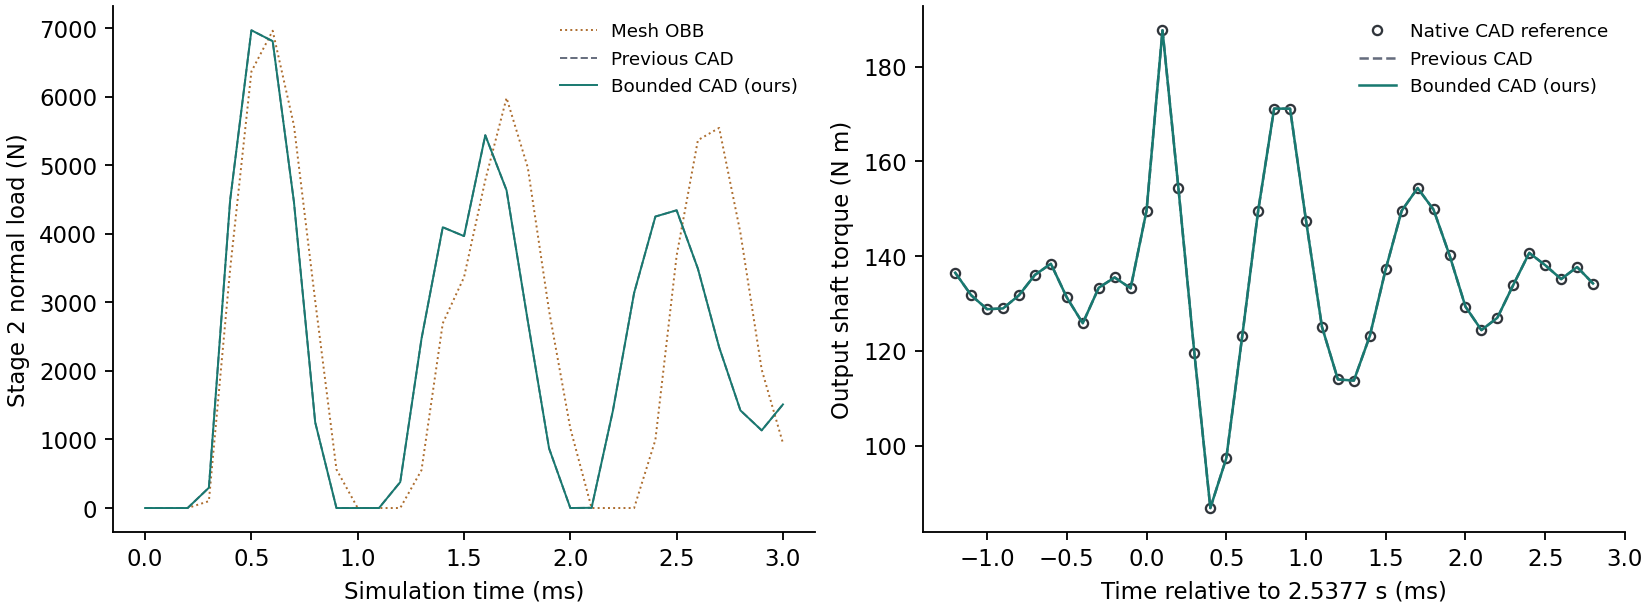 Stage 2 normal load (N)
7000
6000
5000
4000
3000
2000
1000
0
Mesh OBB
Previous CAD
Bounded CAD (ours)
0.0 0.5 1.0 1.5 2.0 2.5 3.0
Simulation time (ms)
Output shaft torque (N m)
180
160
140
120
100
Native CAD reference
Previous CAD
Bounded CAD (ours)
−1.0 −0.5 0.0 0.5 1.0 1.5 2.0 2.5 3.0
Time relative to 2.5377 s (ms)